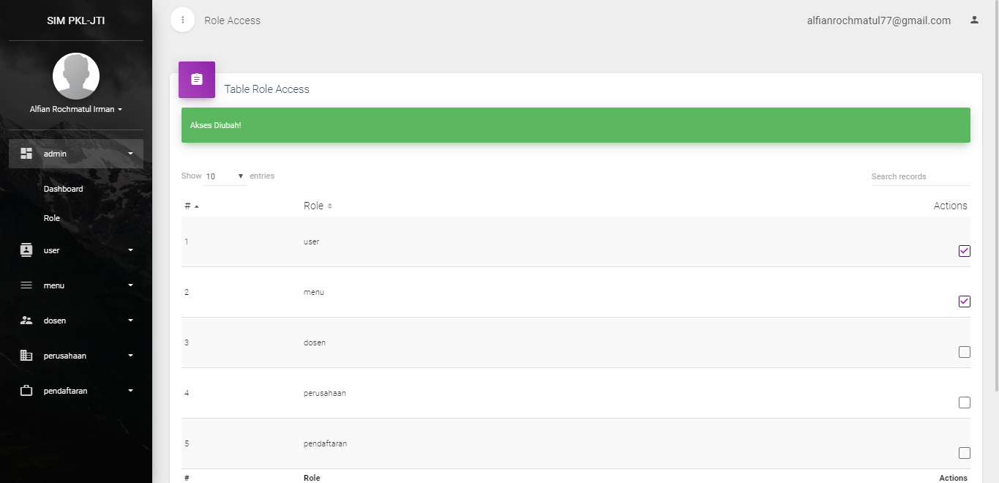 SIM PKL-JTI
Alfian Rochmatul Irman
admin
Dashboard
Role
user
menu
dosen
perusahaan
pendaftaran
Role Access
alfianrochmatul77@gmail.com
Table Role Access
Akses Diubah!
Show 10 entries
Search records
# Role Actions
1 user
2 menu
3 dosen
4 perusahaan
5 pendaftaran
# Role Actions